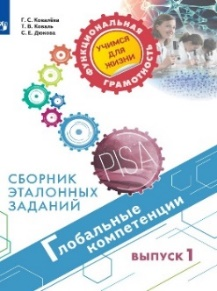 Г. С. Ковалёва
Т. В. Коваль
С. Е. Дюкова
ФУНКЦИОНАЛЬНАЯ
УЧИМСЯ ДЛЯ
ЖИЗНИ
ГРАМОТНОСТЬ
СБОРНИК
ЭТАЛОННЫХ
ЗАДАНИЙ
PISA
Глобальные
компетенции
ВЫПУСК 1